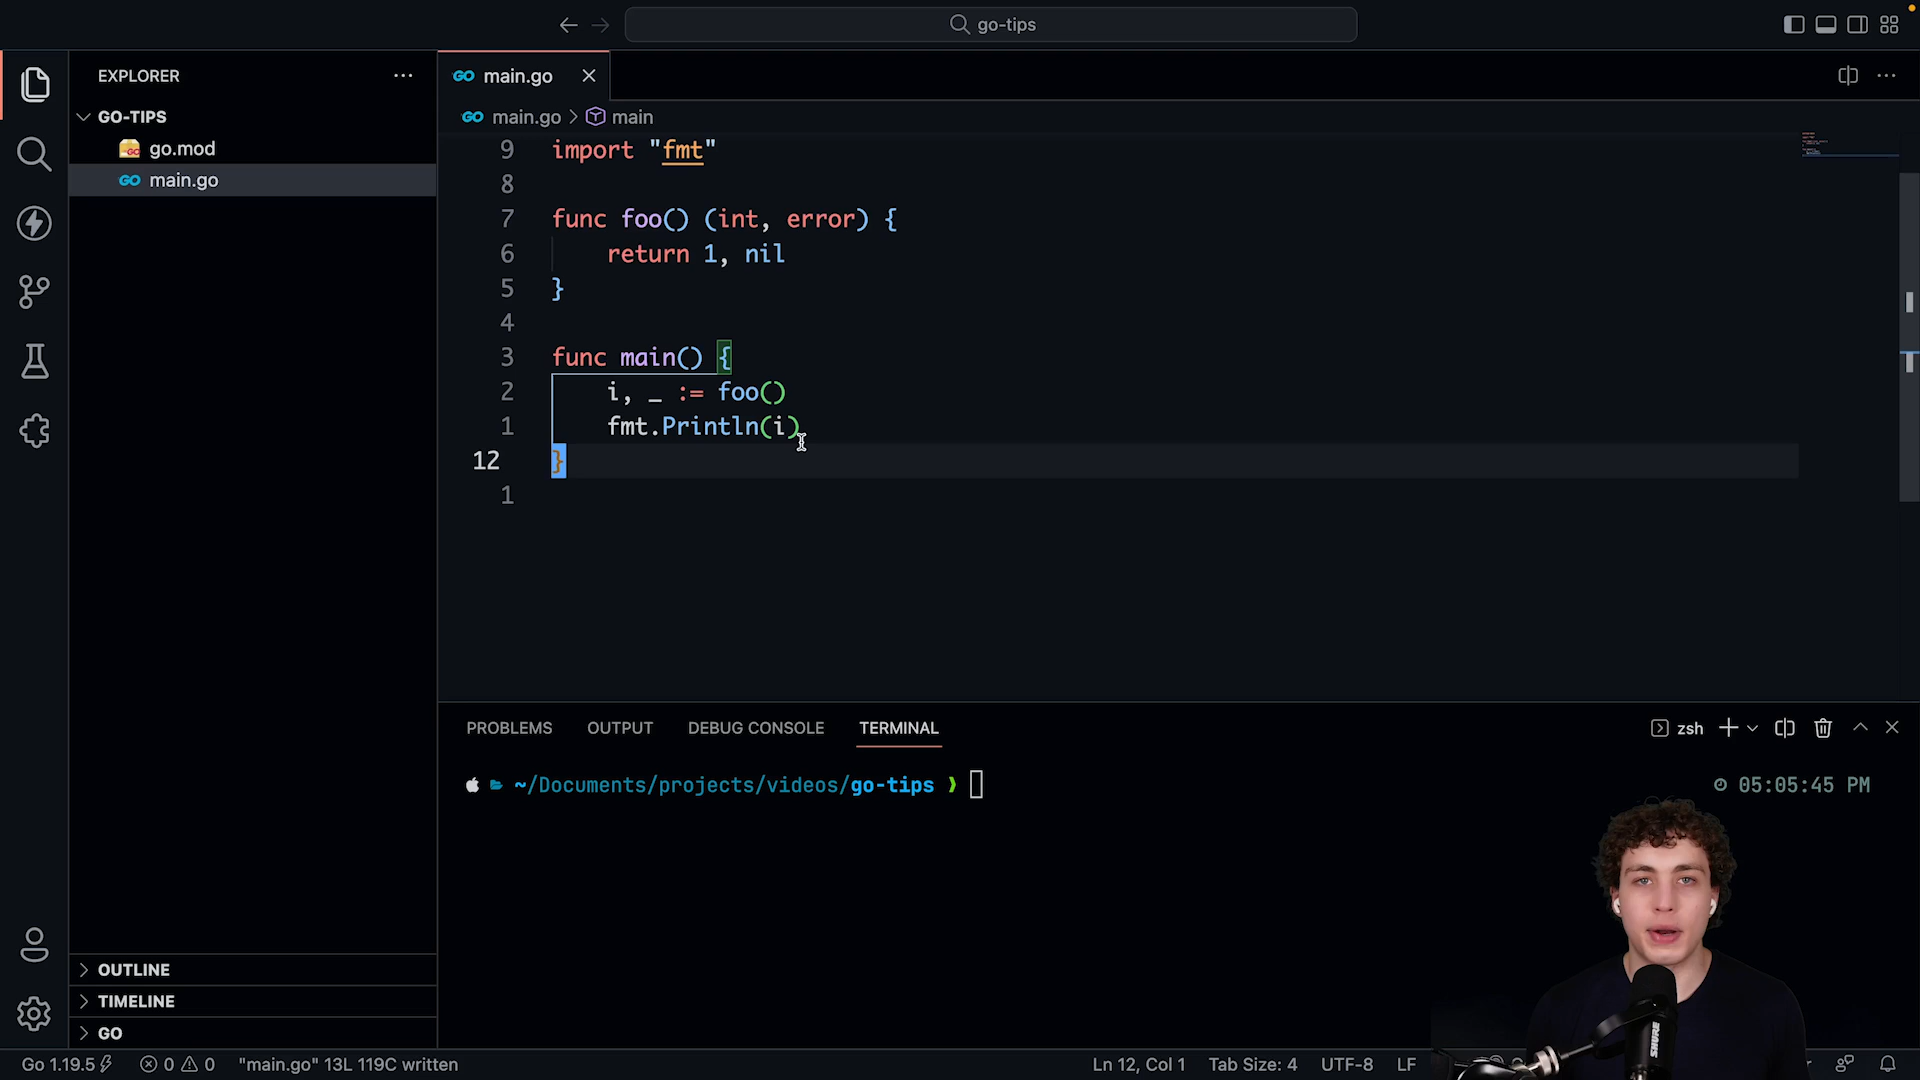 go-tips
EXPLORER
GO-TIPS
go.mod
main.go
OUTLINE
TIMELINE
GO
main.go
main.go > main
9 import "fmt"
8
7 func foo() (int, error) {
6 return 1, nil
5 }
4
3 func main() {
2 i, _ := foo()
1 fmt.Println(i)
12 }
1
PROBLEMS OUTPUT DEBUG CONSOLE TERMINAL
zsh
~/Documents/projects/videos/go-tips ❯
05:05:45 PM
SHURE
Go 1.19.5 0 0 "main.go" 13L 119C written
Ln 12, Col 1 Tab Size: 4 UTF-8 LF